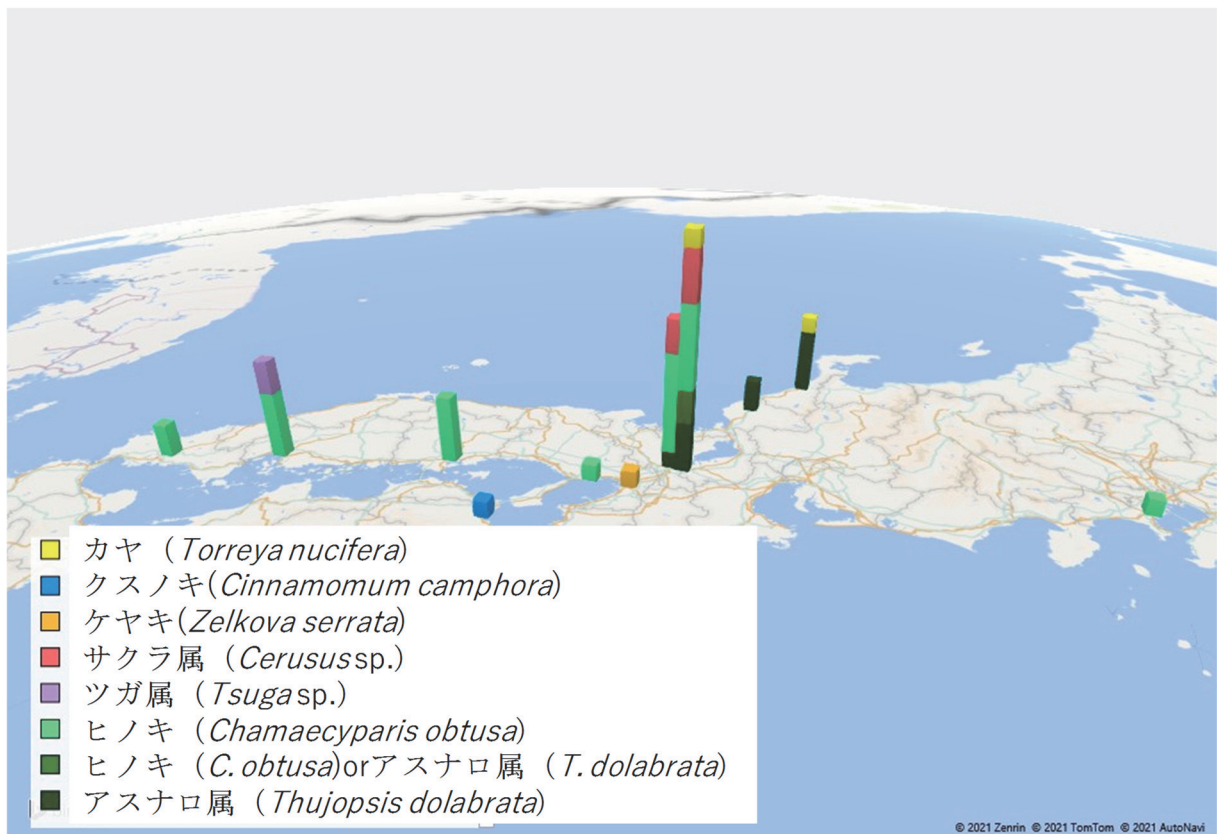 カヤ（Torreya nucifera)
クスノキ(Cinnamomum camphora)
ケヤキ(Zelkova serrata)
サクラ属（Cerusus sp.）
ツガ属（Tsuga sp.）
ヒノキ（Chamaecyparis obtusa)
ヒノキ（C. obtusa)orアスナロ属（T. dolabrata)
アスナロ属（Thujopsis dolabrata)
© 2021 Zenrin © 2021 TomTom © 2021 AutoNavi